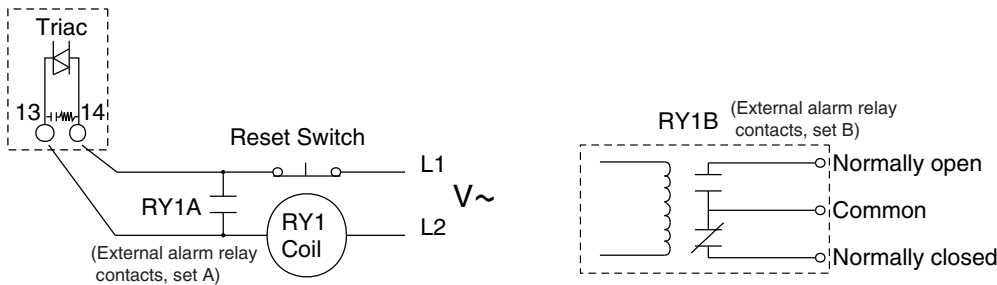 Triac
13 14
Reset Switch
L1
V~
RY1A
L2
RY1
Coil
(External alarm relay
contacts, set A)
RY1B
(External alarm relay
contacts, set B)
Normally open
Common
Normally closed